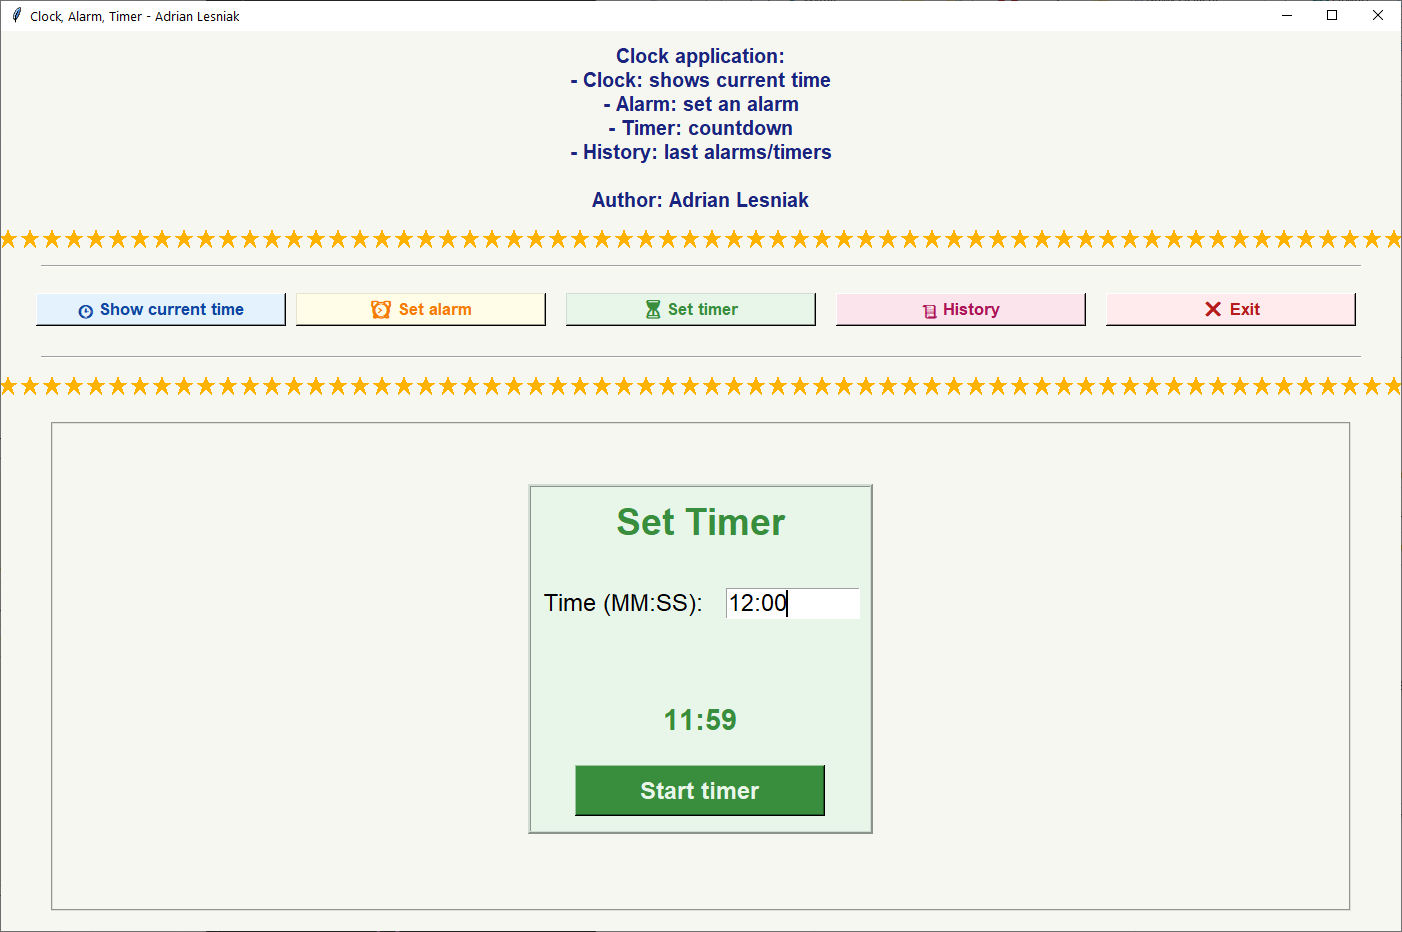 Clock, Alarm, Timer - Adrian Lesniak
Clock application:
- Clock: shows current time
- Alarm: set an alarm
- Timer: countdown
- History: last alarms/timers
Author: Adrian Lesniak
Show current time
Set alarm
Set timer
History
Exit
Set Timer
Time (MM:SS): 12:00
11:59
Start timer